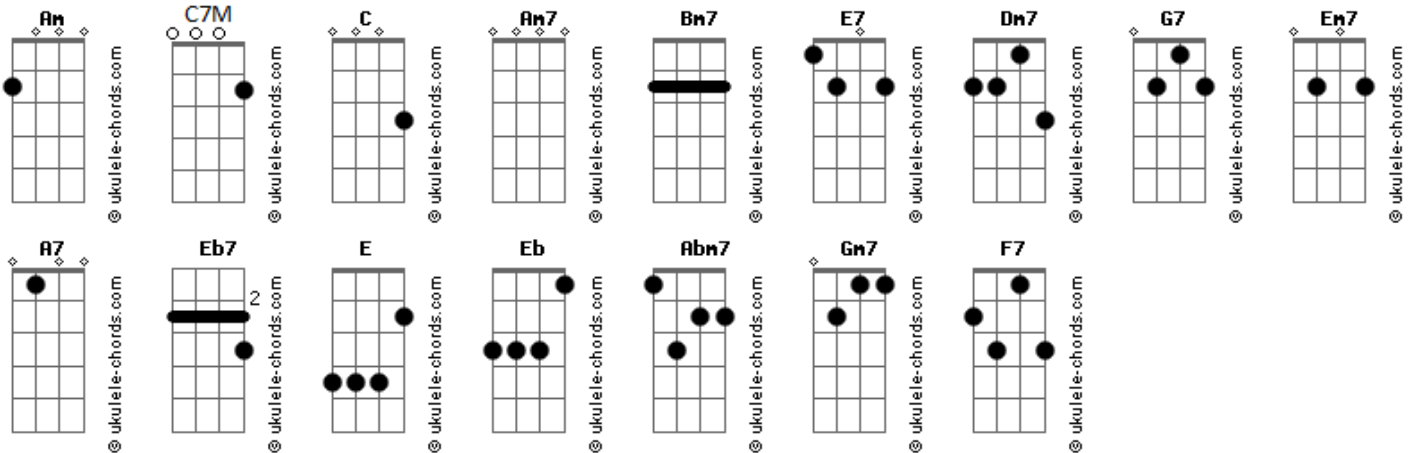 Am C7M C Am7 Bm7 E7 Dm7 G7 Em7
© ukulele-chords.com © ukulele-chords.com © ukulele-chords.com © ukulele-chords.com © ukulele-chords.com © ukulele-chords.com © ukulele-chords.com © ukulele-chords.com © ukulele-chords.com
A7 Eb7 E Eb Abm7 Gm7 F7
2
© ukulele-chords.com © ukulele-chords.com © ukulele-chords.com © ukulele-chords.com © ukulele-chords.com © ukulele-chords.com © ukulele-chords.com